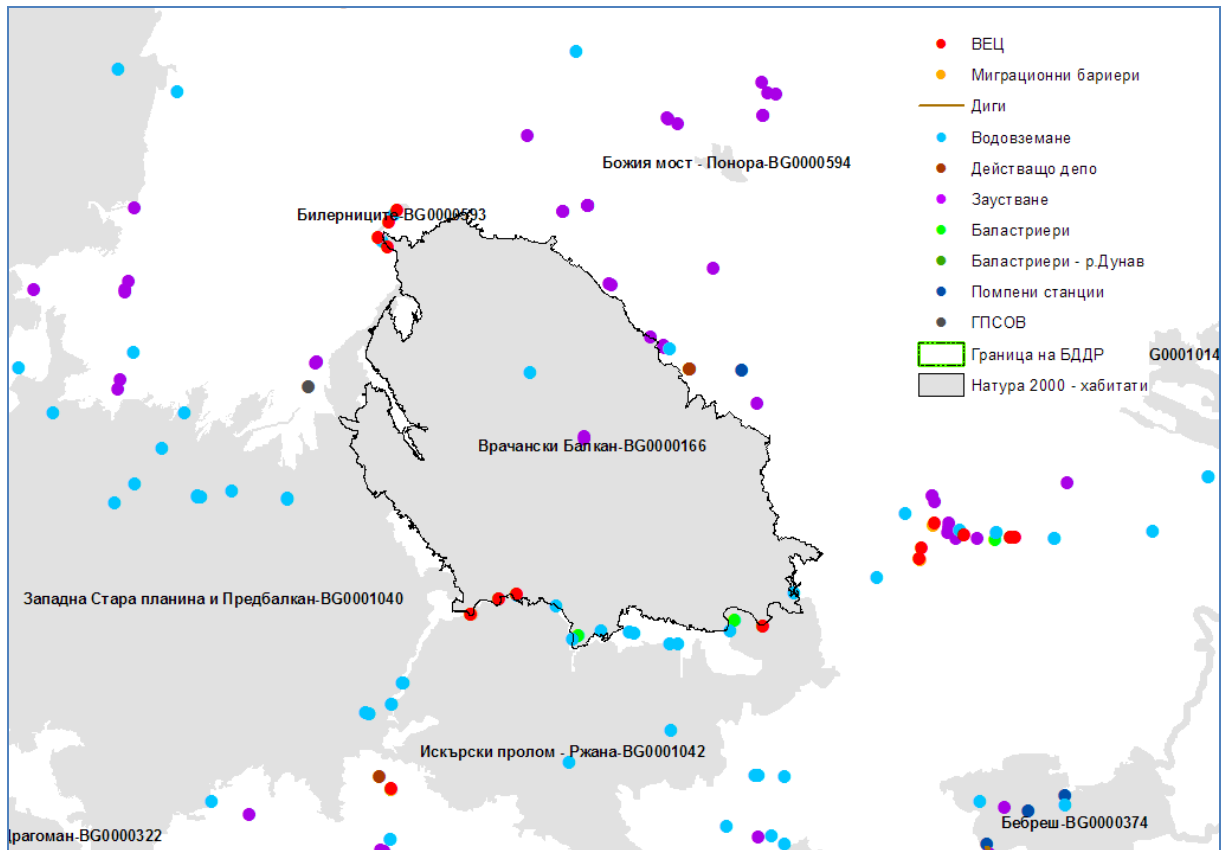 ВЕЦ
Миграционни бариери
Диги
Водовземане
Действащо депо
Заустване
Баластриери
Баластриери - р.Дунав
Помпени станции
ГПСОВ
Граница на БДДР
Натура 2000 - хабитати
Божия мост - Понора-BG0000594
Билерниците-BG0000593
G0001014
Врачански Балкан-BG0000166
Западна Стара планина и Предбалкан-BG0001040
Искърски пролом - Ржана-BG0001042
Бебреш-BG0000374
Драгоман-BG0000322